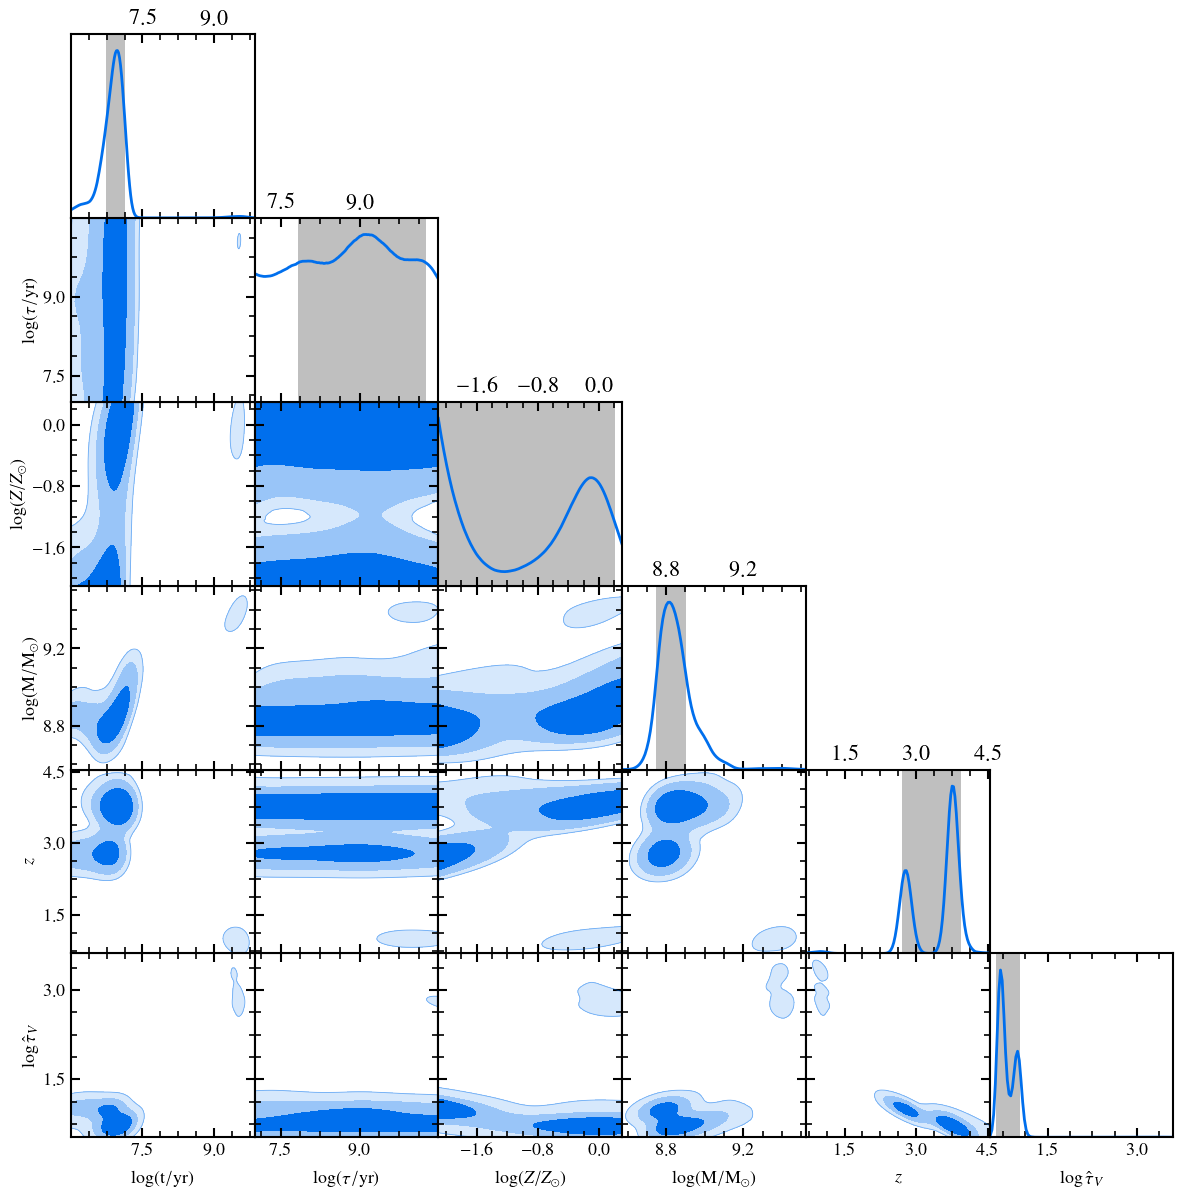 7.5 9.0
7.5 9.0
log(τ/yr) 9.0
7.5
−1.6 −0.8 0.0
log(Z/Z⊙) 0.0
−0.8
−1.6
8.8 9.2
log(M/M⊙) 9.2
8.8
1.5 3.0 4.5
z 4.5
3.0
1.5
log τ̂V 3.0
1.5
7.5 9.0 7.5 9.0 −1.6 −0.8 0.0 8.8 9.2 1.5 3.0 4.5 1.5 3.0
log(t/yr) log(τ/yr) log(Z/Z⊙) log(M/M⊙) z log τ̂V